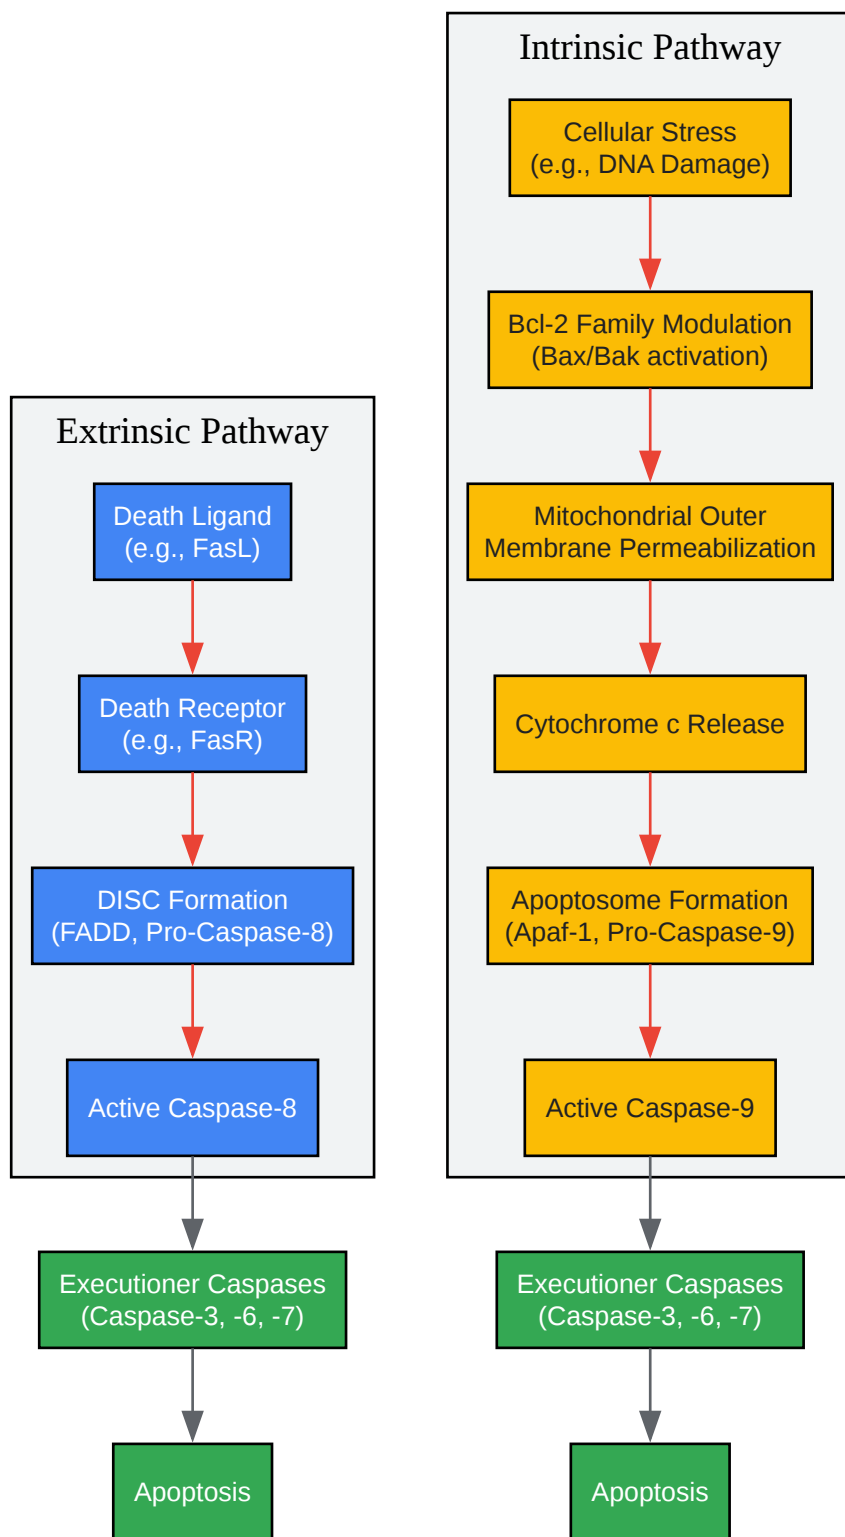 Extrinsic Pathway
Death Ligand
(e.g., FasL)
Death Receptor
(e.g., FasR)
DISC Formation
(FADD, Pro-Caspase-8)
Active Caspase-8
Executioner Caspases
(Caspase-3, -6, -7)
Apoptosis
Intrinsic Pathway
Cellular Stress
(e.g., DNA Damage)
Bcl-2 Family Modulation
(Bax/Bak activation)
Mitochondrial Outer
Membrane Permeabilization
Cytochrome c Release
Apoptosome Formation
(Apaf-1, Pro-Caspase-9)
Active Caspase-9
Executioner Caspases
(Caspase-3, -6, -7)
Apoptosis